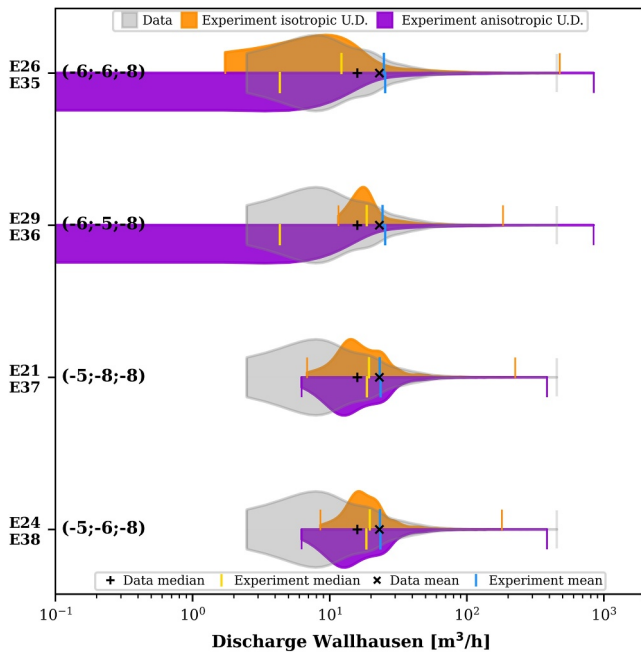 Data Experiment isotropic U.D. Experiment anisotropic U.D.
E26
E35
(-6;-6;-8)
E29
E36
(-6;-5;-8)
E21
E37
(-5;-8;-8)
E24
E38
(-5;-6;-8)
Data median Experiment median Data mean Experiment mean
10⁻¹ 10⁰ 10¹ 10² 10³
Discharge Wallhausen [m³/h]